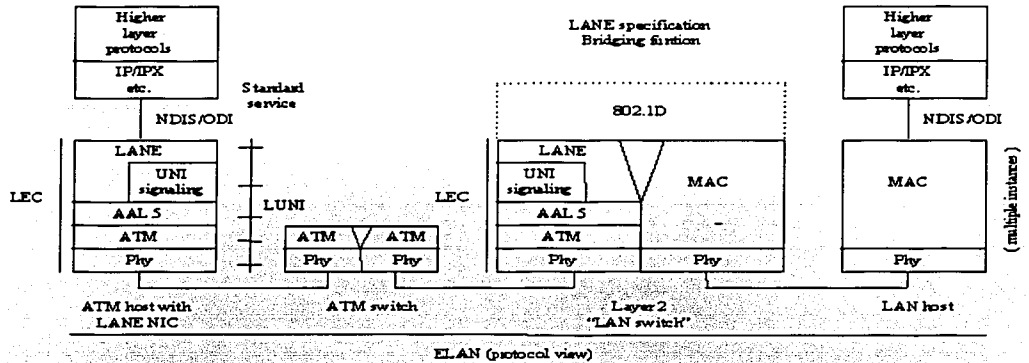 Higher
layer
protocols
IP/IPX
etc.
NDIS/ODI
Standard
service
LANE specification
Bridging funtion
802.1D
Higher
layer
protocols
IP/IPX
etc.
NDIS/ODI
LEC
LANE
UNI
signaling
AAL 5
ATM
Phy
LUNI
ATM
ATM
Phy
Phy
LEC
LANE
UNI
signaling
AAL 5
ATM
Phy
MAC
Phy
MAC
Phy
(multiple instances)
ATM host with
LANE NIC
ATM switch
Layer 2
"LAN switch"
LAN host
ELAN (protocol view)